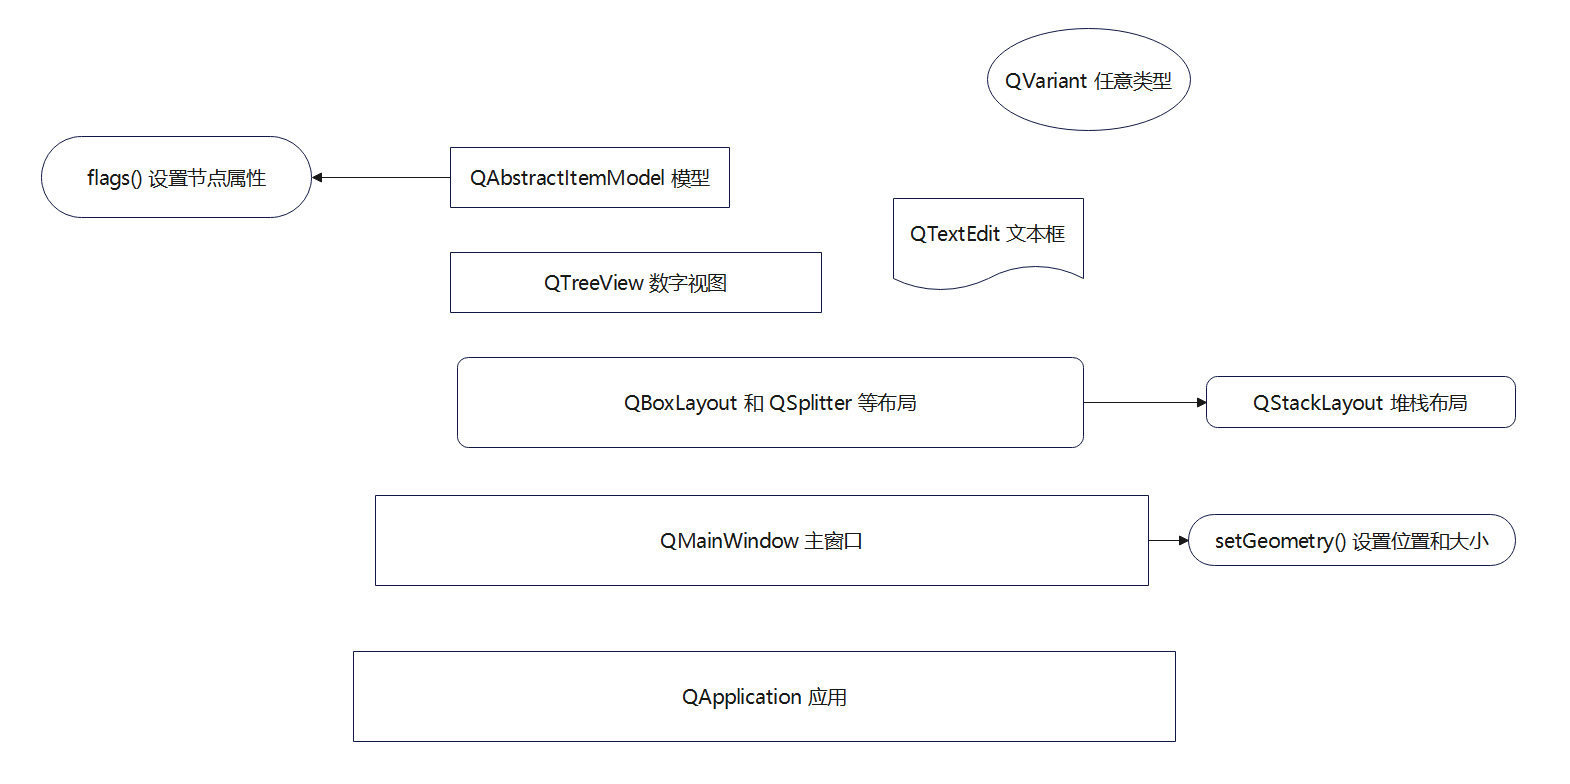 QVariant 任意类型
flags() 设置节点属性
QAbstractItemModel 模型
QTextEdit 文本框
QTreeView 数字视图
QBoxLayout 和 QSplitter 等布局
QStackLayout 堆栈布局
QMainWindow 主窗口
setGeometry() 设置位置和大小
QApplication 应用